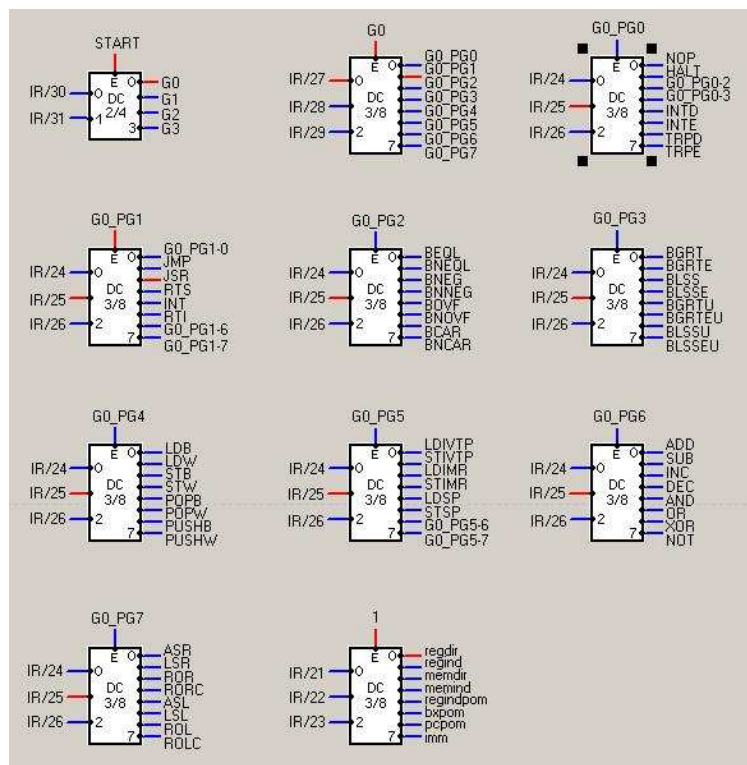 START
IR/30
IR/31
E
0
1
DC
2/4
0
3
G0
G1
G2
G3
G0
IR/27
IR/28
IR/29
E
0
2
DC
3/8
0
7
G0_PG0
G0_PG1
G0_PG2
G0_PG3
G0_PG4
G0_PG5
G0_PG6
G0_PG7
G0_PG0
IR/24
IR/25
IR/26
E
0
2
DC
3/8
0
7
NOP
HALT
G0_PG0-2
G0_PG0-3
INTD
INTE
TRPD
TRPE
G0_PG1
IR/24
IR/25
IR/26
E
0
2
DC
3/8
0
7
G0_PG1-0
JMP
JSR
RTS
INT
RTI
G0_PG1-6
G0_PG1-7
G0_PG2
IR/24
IR/25
IR/26
E
0
2
DC
3/8
0
7
BEQL
BNEQL
BNEG
BNNEG
BOVF
BNOVF
BCAR
BNCAR
G0_PG3
IR/24
IR/25
IR/26
E
0
2
DC
3/8
0
7
BGRT
BGRTE
BLSS
BLSSE
BGRTU
BGRTEU
BLSSU
BLSSEU
G0_PG4
IR/24
IR/25
IR/26
E
0
2
DC
3/8
0
7
LDB
LDW
STB
STW
POPB
POPW
PUSHB
PUSHW
G0_PG5
IR/24
IR/25
IR/26
E
0
2
DC
3/8
0
7
LDIVTP
STIVTP
LDIMR
STIMR
LDSP
STSP
G0_PG5-6
G0_PG5-7
G0_PG6
IR/24
IR/25
IR/26
E
0
2
DC
3/8
0
7
ADD
SUB
INC
DEC
AND
OR
XOR
NOT
G0_PG7
IR/24
IR/25
IR/26
E
0
2
DC
3/8
0
7
ASR
LSR
ROR
RORC
ASL
LSL
ROL
ROLC
1
IR/21
IR/22
IR/23
E
0
2
DC
3/8
0
7
regdir
regind
memdir
memind
regindpom
bxpom
pcpom
imm